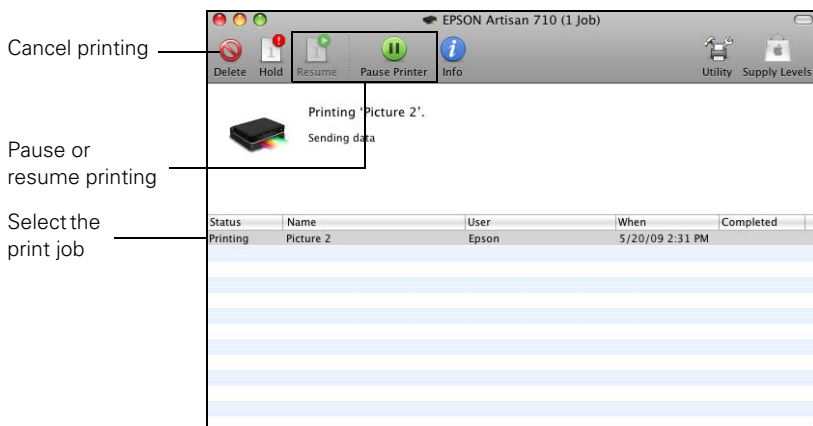 EPSON Artisan 710 (1 Job)
Cancel printing
Delete Hold Resume Pause Printer Info Utility Supply Levels
Printing 'Picture 2'.
Sending data
Pause or
resume printing
Select the
print job
Status Name User When Completed
Printing Picture 2 Epson 5/20/09 2:31 PM